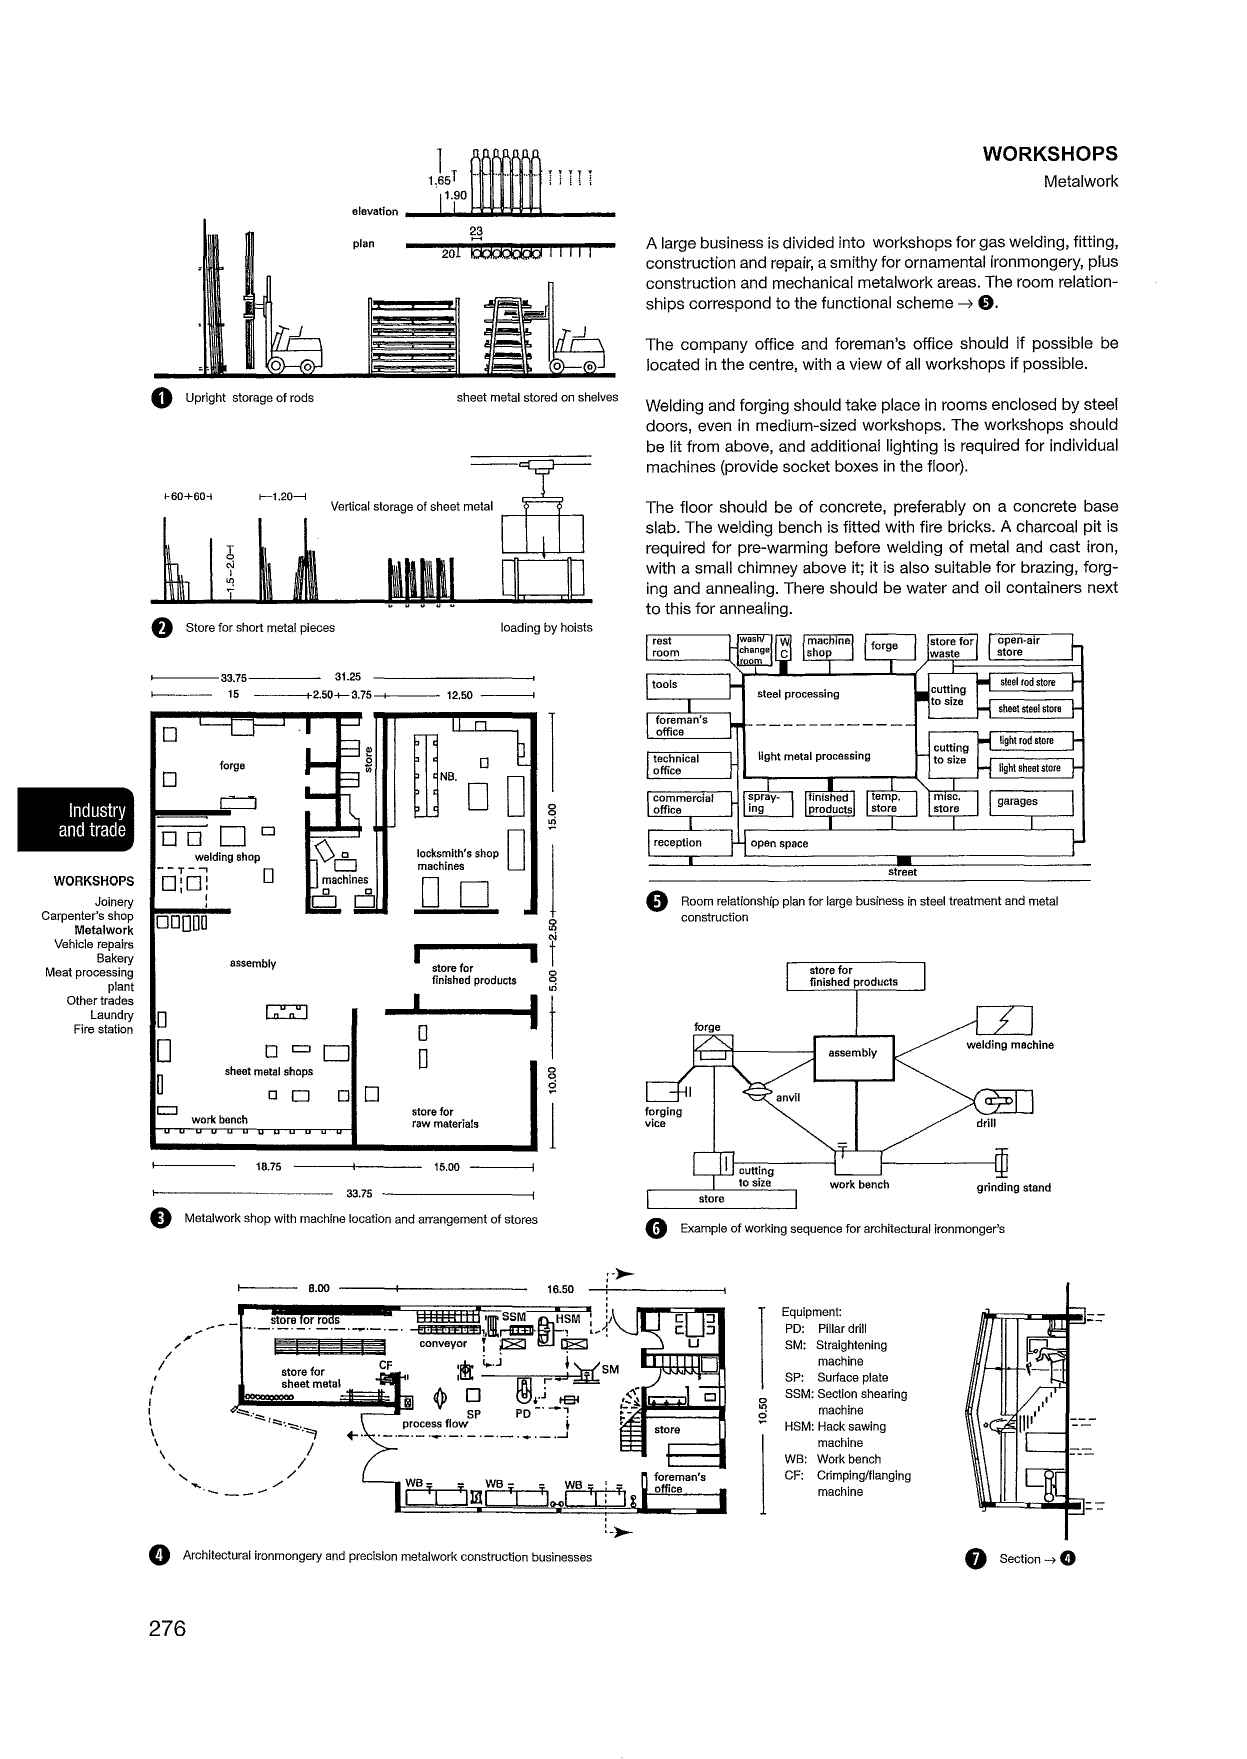 WORKSHOPS
Metalwork
A large business is divided into workshops for gas welding, fitting,
construction and repair, a smithy for ornamental ironmongery, plus
construction and mechanical metalwork areas. The room relation-
ships correspond to the functional scheme → 5.
The company office and foreman's office should if possible be
located in the centre, with a view of all workshops if possible.
Welding and forging should take place in rooms enclosed by steel
doors, even in medium-sized workshops. The workshops should
be lit from above, and additional lighting is required for individual
machines (provide socket boxes in the floor).
The floor should be of concrete, preferably on a concrete base
slab. The welding bench is fitted with fire bricks. A charcoal pit is
required for pre-warming before welding of metal and cast iron,
with a small chimney above it; it is also suitable for brazing, forg-
ing and annealing. There should be water and oil containers next
to this for annealing.
1.65
1.90
elevation
plan
23
20
1 Upright storage of rods
sheet metal stored on shelves
60+60
1.20
Vertical storage of sheet metal
1.5–2.0
2 Store for short metal pieces
loading by hoists
33.75
31.25
15
2.50
3.75
12.50
forge
store
NB.
15.00
welding shop
machines
locksmith's shop
machines
2.50
assembly
store for
finished products
5.00
sheet metal shops
10.00
work bench
store for
raw materials
18.75
15.00
33.75
3 Metalwork shop with machine location and arrangement of stores
Industry
and trade
WORKSHOPS
Joinery
Carpenter's shop
Metalwork
Vehicle repairs
Bakery
Meat processing
plant
Other trades
Laundry
Fire station
rest
room
wash/
change
room
W
C
machine
shop
forge
store for
waste
open-air
store
tools
steel processing
cutting
to size
steel rod store
sheet steel store
foreman's
office
technical
office
light metal processing
cutting
to size
light rod store
light sheet store
commercial
office
spray-
ing
finished
products
temp.
store
misc.
store
garages
reception
open space
street
5 Room relationship plan for large business in steel treatment and metal
construction
store for
finished products
forge
assembly
welding machine
anvil
forging
vice
drill
cutting
to size
work bench
grinding stand
store
6 Example of working sequence for architectural ironmonger's
8.00
16.50
store for rods
SSM
HSM
conveyor
store for
sheet metal
CF
SM
SP
PD
process flow
store
WB
WB
WB
foreman's
office
10.50
4 Architectural ironmongery and precision metalwork construction businesses
Equipment:
PD: Pillar drill
SM: Straightening
machine
SP: Surface plate
SSM: Section shearing
machine
HSM: Hack sawing
machine
WB: Work bench
CF: Crimping/flanging
machine
7 Section → 4
276